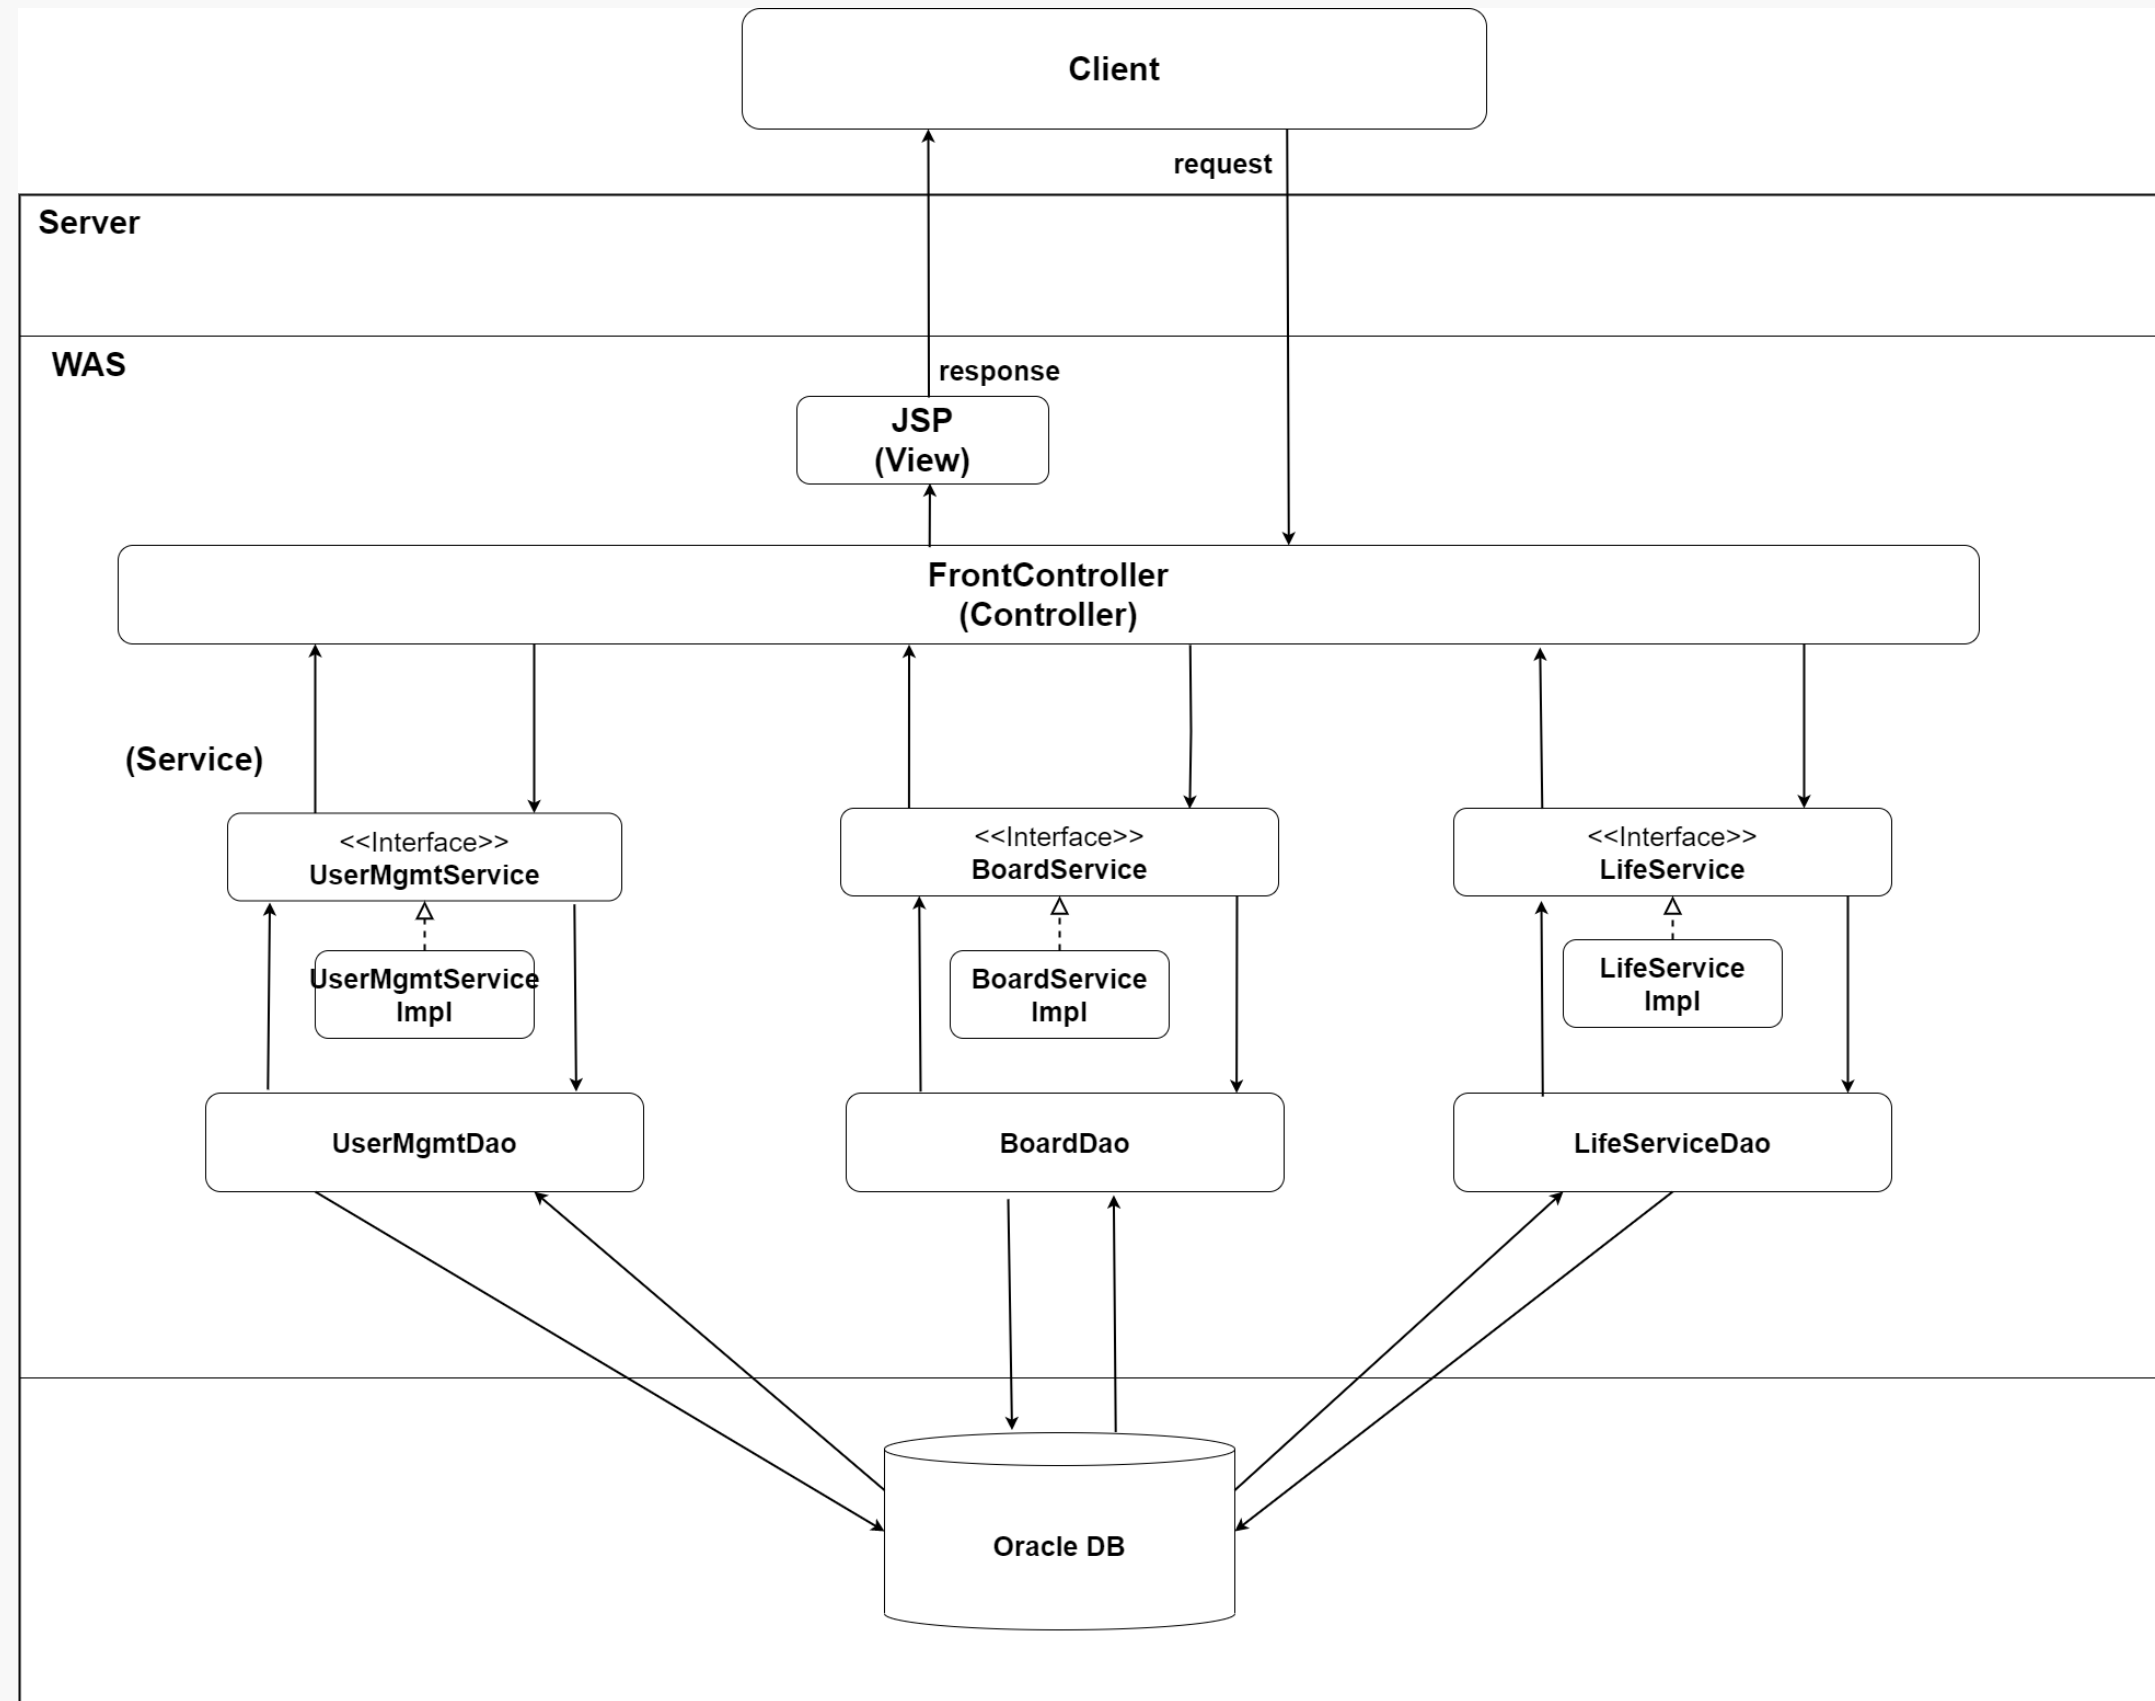 Client
request
Server
WAS
response
JSP
(View)
FrontController
(Controller)
(Service)
<<Interface>>
UserMgmtService
<<Interface>>
BoardService
<<Interface>>
LifeService
UserMgmtService
Impl
BoardService
Impl
LifeService
Impl
UserMgmtDao
BoardDao
LifeServiceDao
Oracle DB